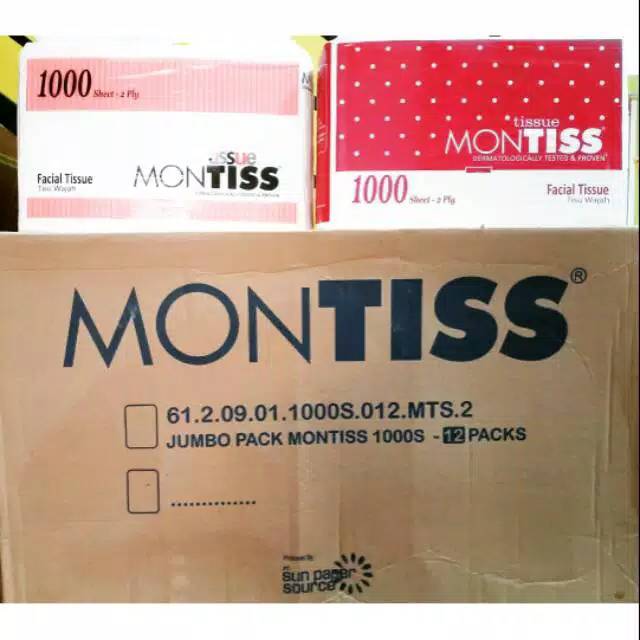 1000 Sheet - 2 Ply
tissue
MONTISS
Facial Tissue
Tisu Wajah
tissue
MONTISS
DERMATOLOGICALLY TESTED & PROVEN
1000 Sheet - 2 Ply
Facial Tissue
Tisu Wajah
MONTISS®
61.2.09.01.1000S.012.MTS.2
JUMBO PACK MONTISS 1000S - 12 PACKS
..............
Produced By
sun paper
source